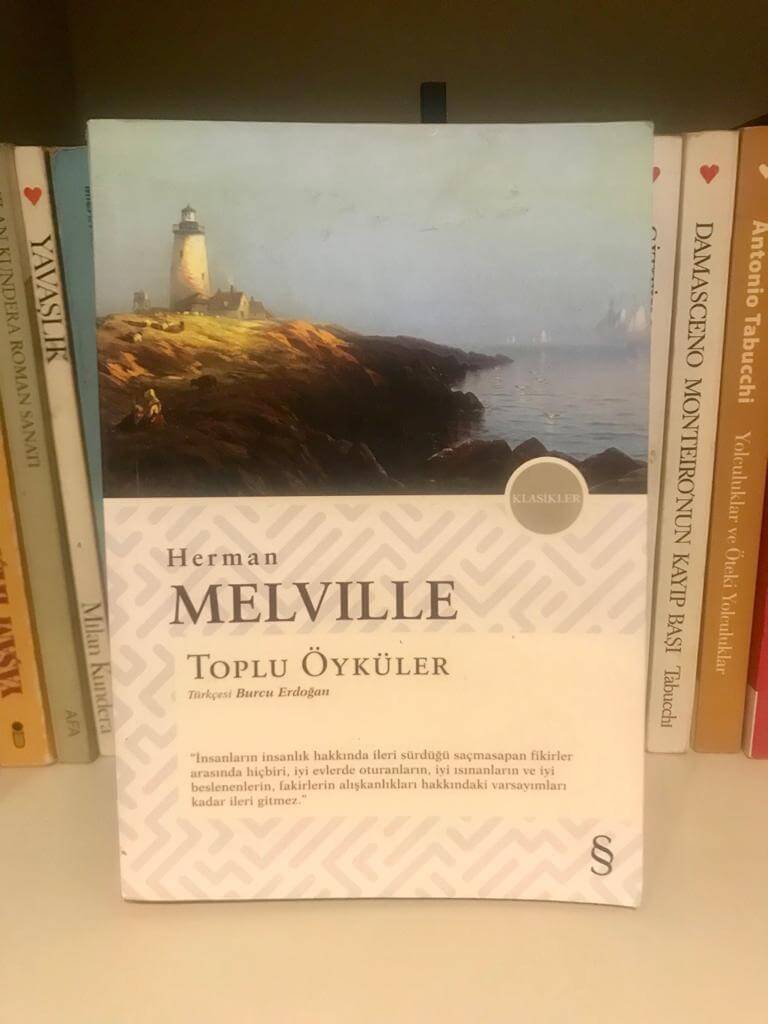 KLASİKLER
Herman
MELVILLE
TOPLU ÖYKÜLER
Türkçesi Burcu Erdoğan
"İnsanların insanlık hakkında ileri sürdüğü saçmasapan fikirler
arasında hiçbiri, iyi evlerde oturanların, iyi ısınanların ve iyi
beslenenlerin, fakirlerin alışkanlıkları hakkındaki varsayımları
kadar ileri gitmez."
§
KUNDERA ROMAN SANATI
AFA
YAVAŞLIK
Milan Kundera
DAMASCENO MONTEIRO'NUN KAYIP BAŞI Tabucchi
Antonio Tabucchi Yolculuklar ve Öteki Yolculuklar